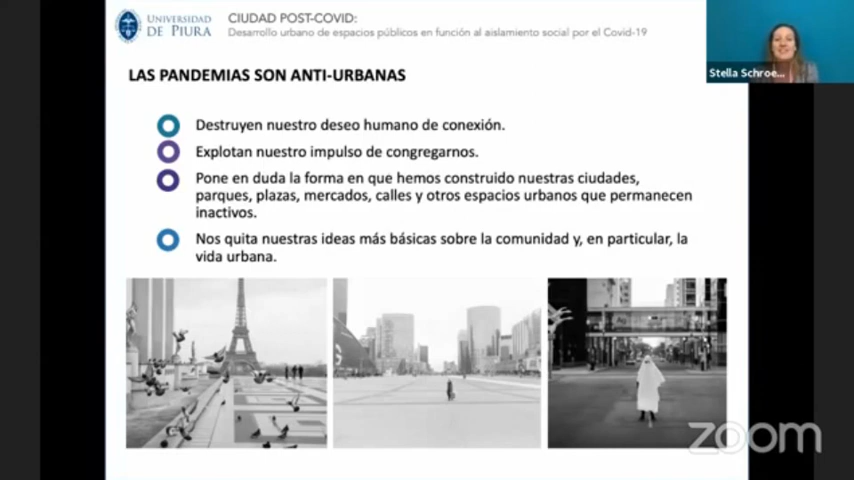 UNIVERSIDAD
DE PIURA
CIUDAD POST-COVID:
Desarrollo urbano de espacios públicos en función al aislamiento social por el Covid-19
Stella Schroe...
LAS PANDEMIAS SON ANTI-URBANAS
Destruyen nuestro deseo humano de conexión.
Explotan nuestro impulso de congregarnos.
Pone en duda la forma en que hemos construido nuestras ciudades,
parques, plazas, mercados, calles y otros espacios urbanos que permanecen
inactivos.
Nos quita nuestras ideas más básicas sobre la comunidad y, en particular, la
vida urbana.
zoom